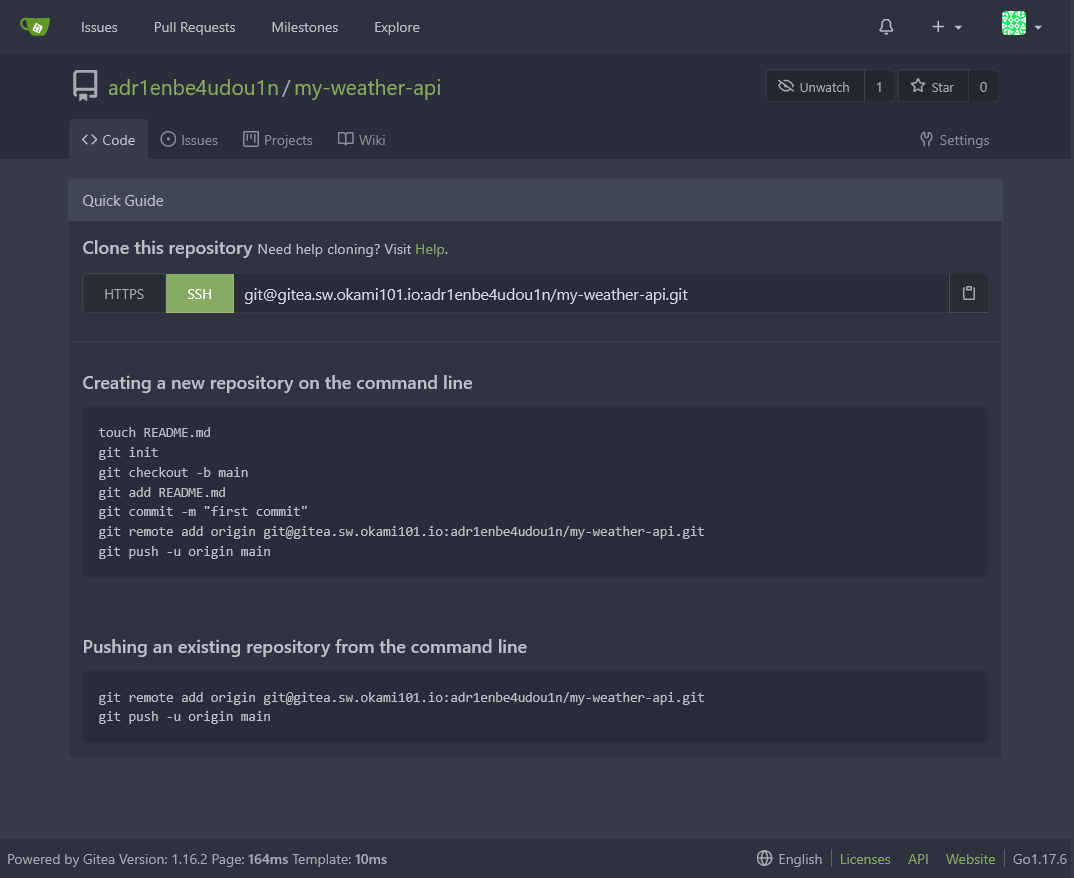 Issues Pull Requests Milestones Explore
adr1enbe4udou1n / my-weather-api Unwatch 1 Star 0
Code Issues Projects Wiki Settings
Quick Guide
Clone this repository Need help cloning? Visit Help.
HTTPS SSH git@gitea.sw.okami101.io:adr1enbe4udou1n/my-weather-api.git
Creating a new repository on the command line
touch README.md
git init
git checkout -b main
git add README.md
git commit -m "first commit"
git remote add origin git@gitea.sw.okami101.io:adr1enbe4udou1n/my-weather-api.git
git push -u origin main
Pushing an existing repository from the command line
git remote add origin git@gitea.sw.okami101.io:adr1enbe4udou1n/my-weather-api.git
git push -u origin main
Powered by Gitea Version: 1.16.2 Page: 164ms Template: 10ms English Licenses API Website Go1.17.6